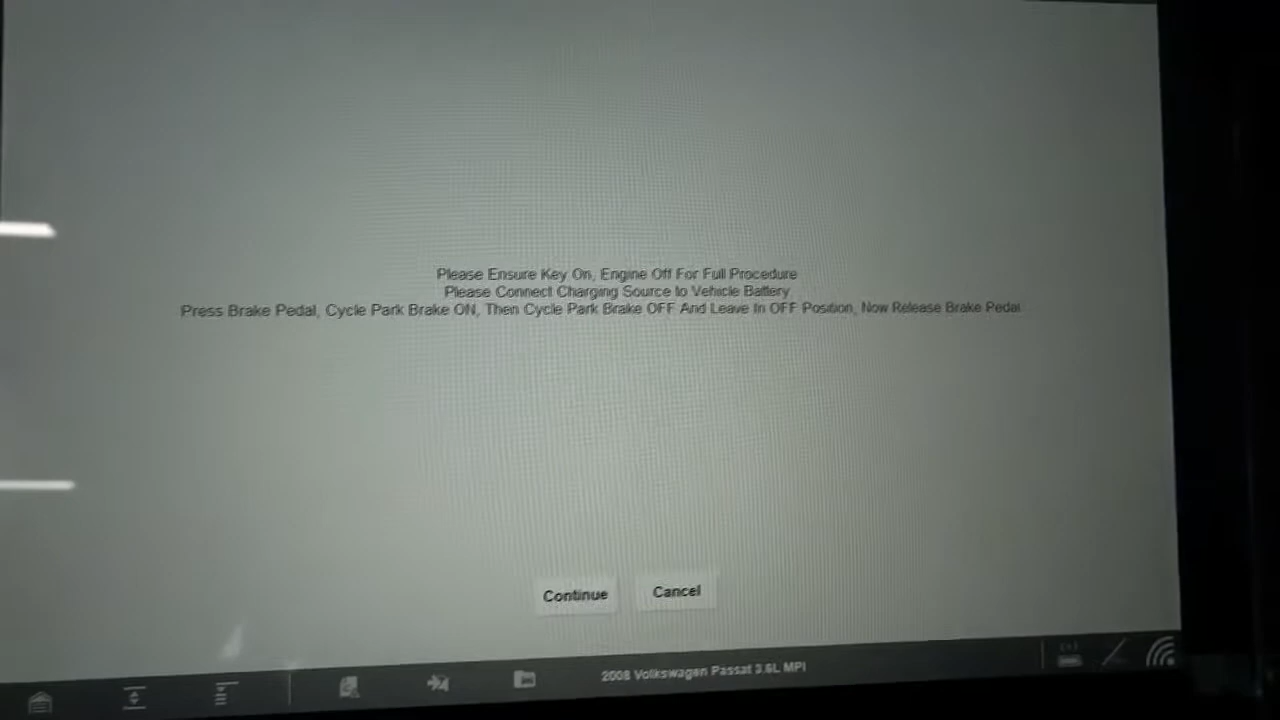 Please Ensure Key On, Engine Off For Full Procedure
Please Connect Charging Source to Vehicle Battery
Press Brake Pedal, Cycle Park Brake ON, Then Cycle Park Brake OFF And Leave In OFF Position, Now Release Brake Pedal
Continue Cancel
2008 Volkswagen Passat 3.6L MPI